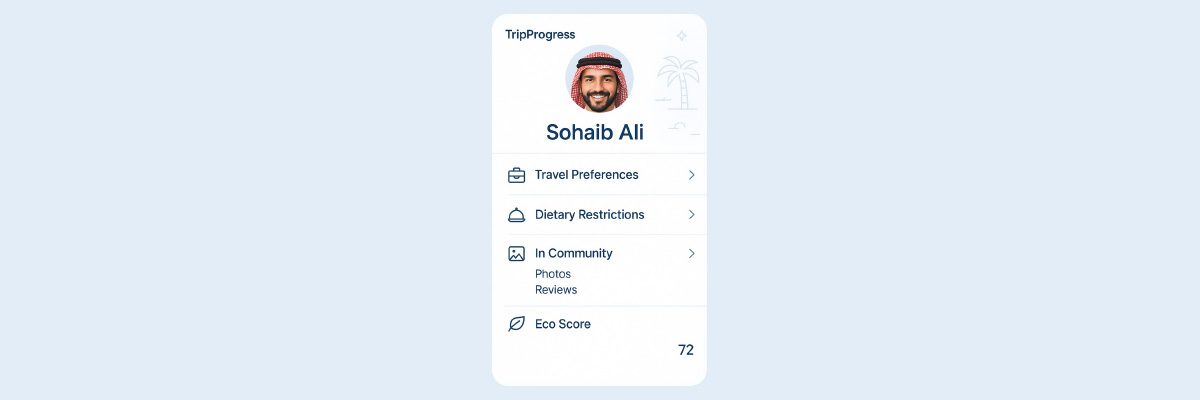 TripProgress
Sohaib Ali
Travel Preferences
Dietary Restrictions
In Community
Photos
Reviews
Eco Score
72